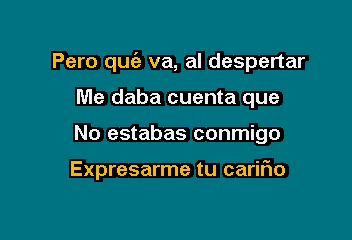 Pero qué va, al despertar
Me daba cuenta que
No estabas conmigo
Expresarme tu cariño